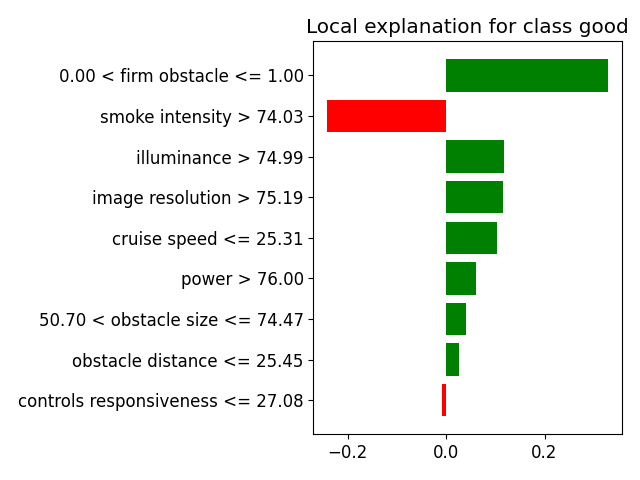 Local explanation for class good
0.00 < firm obstacle <= 1.00
smoke intensity > 74.03
illuminance > 74.99
image resolution > 75.19
cruise speed <= 25.31
power > 76.00
50.70 < obstacle size <= 74.47
obstacle distance <= 25.45
controls responsiveness <= 27.08
−0.2 0.0 0.2